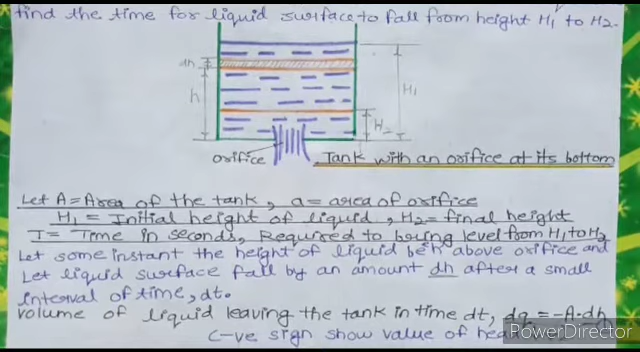 find the time for liquid surface to fall from height H1 to H2.
dh
h
H1
H2
orifice
Tank with an orifice at its bottom
Let A = Area of the tank, a = area of orifice
H1 = Initial height of liquid, H2 = final height
T = Time in seconds, Required to bring level from H1 to H2
Let some instant the height of liquid be h above orifice and
Let liquid surface fall by an amount dh after a small
interval of time, dt.
volume of liquid leaving the tank in time dt, dq = -A.dh
(-ve sign show value of hea
PowerDirector